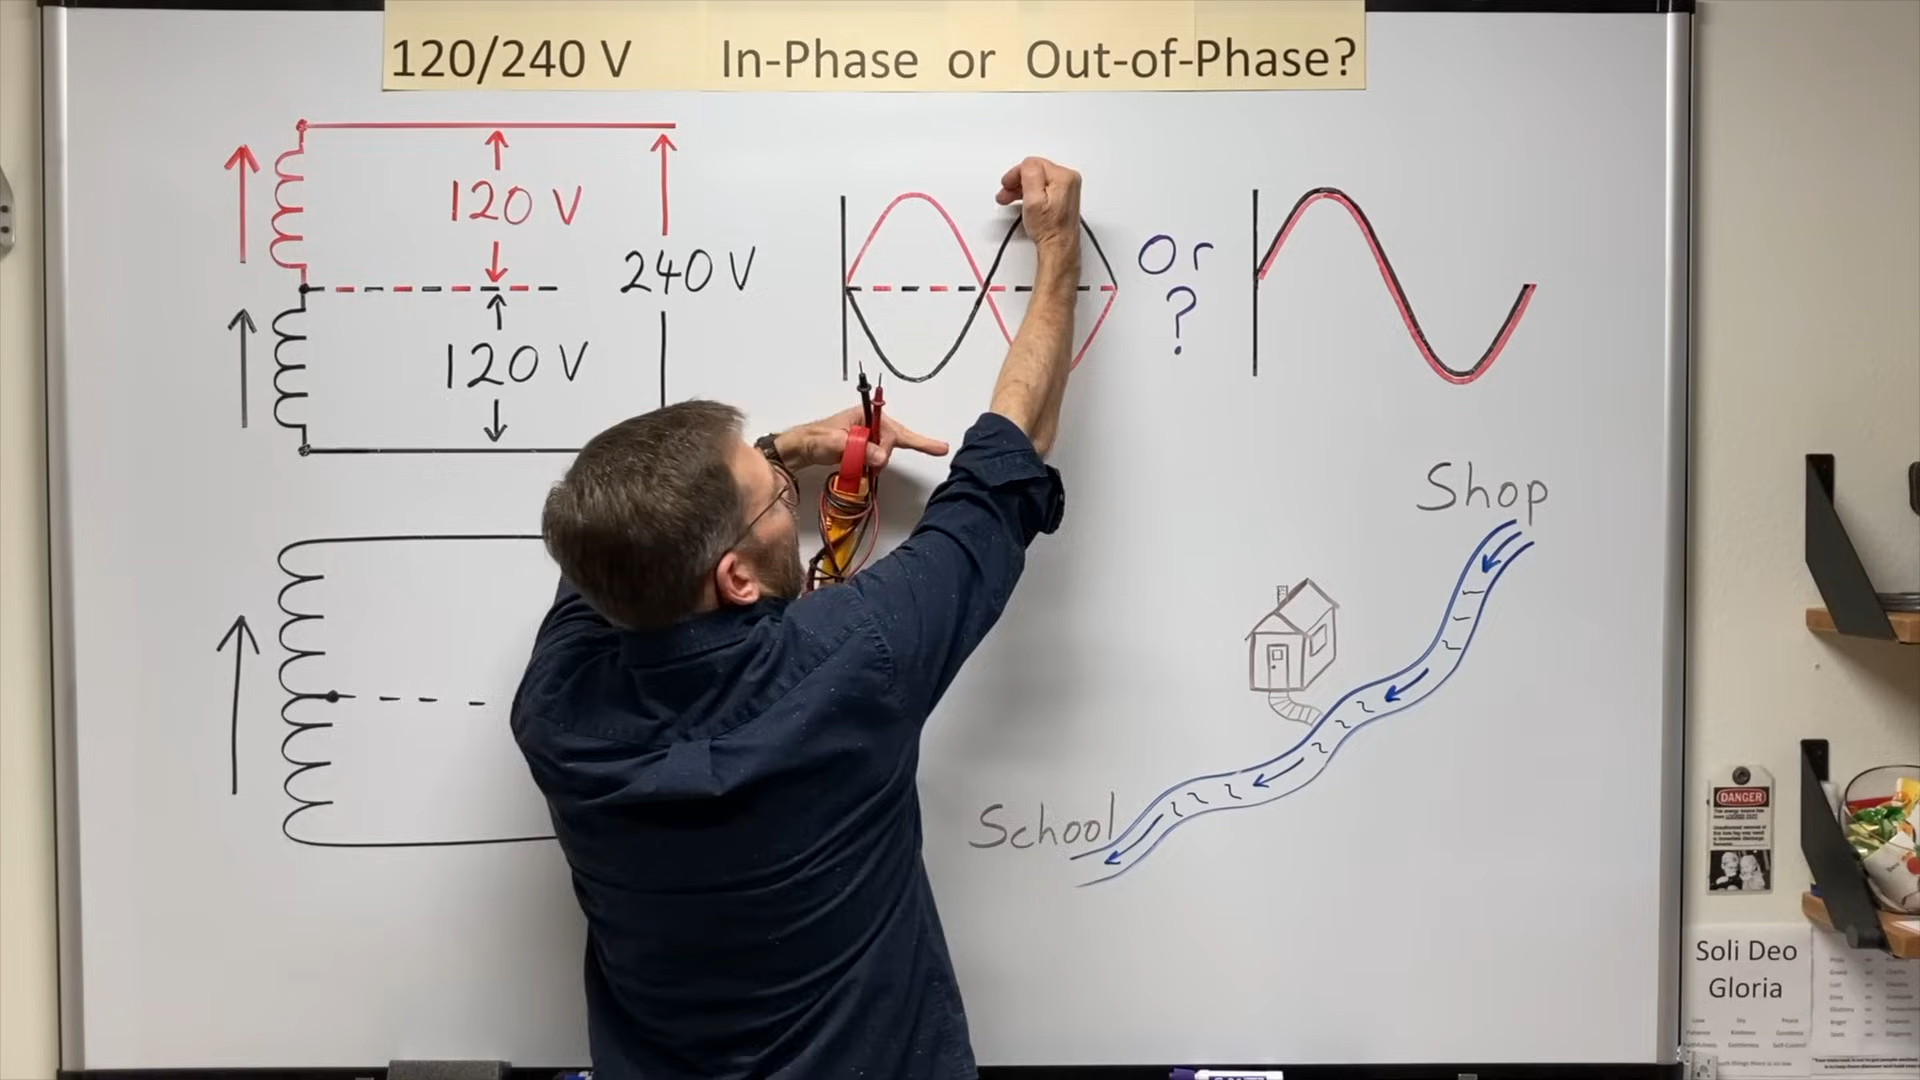 120/240 V In-Phase or Out-of-Phase?
120 V
240 V
120 V
Or
?
Shop
School
DANGER
Soli Deo
Gloria